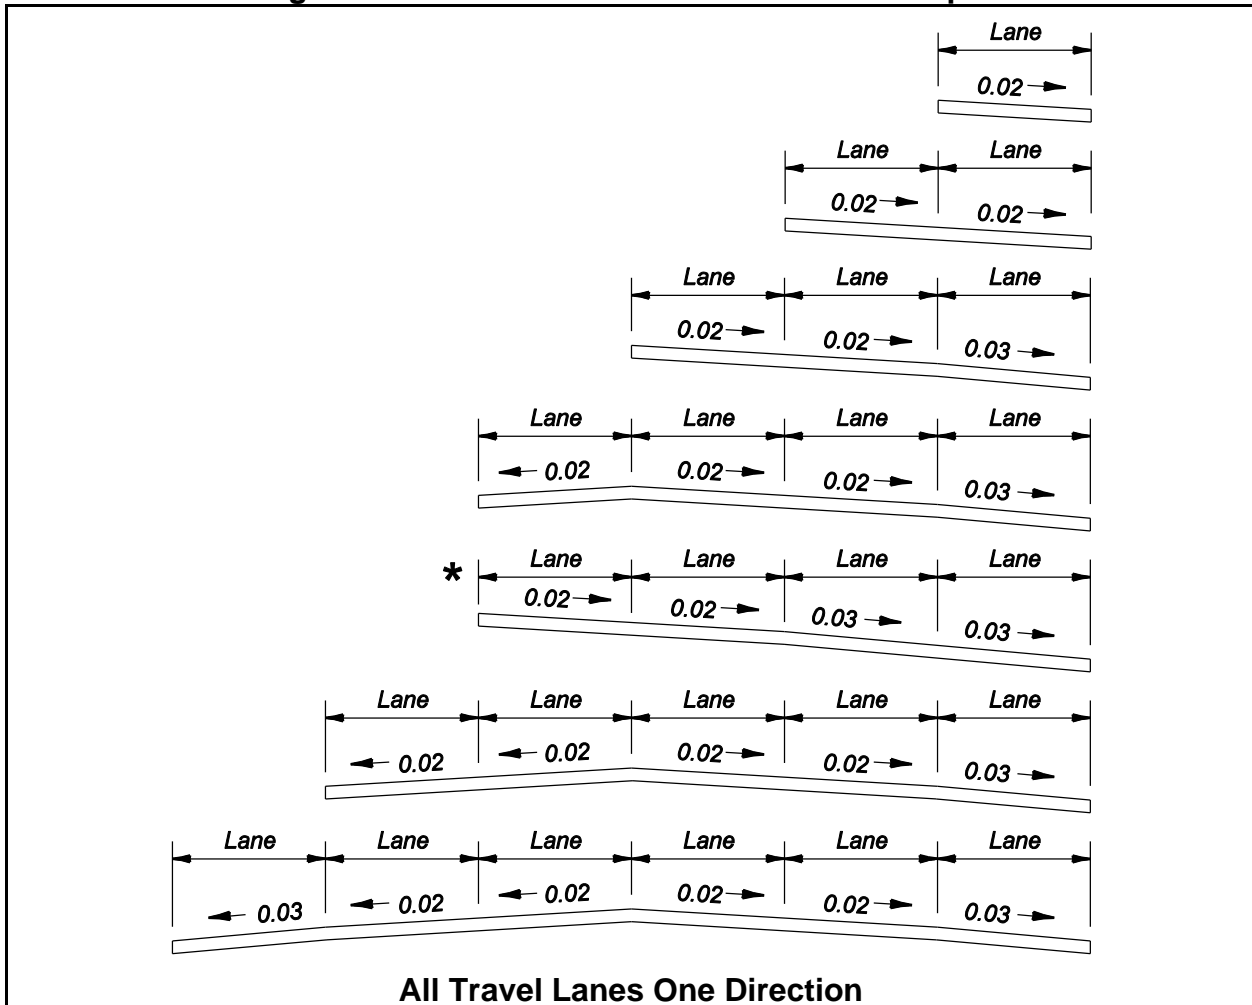 Lane
0.02
Lane Lane
0.02 0.02
Lane Lane Lane
0.02 0.02 0.03
Lane Lane Lane Lane
0.02 0.02 0.02 0.03
* Lane Lane Lane Lane
0.02 0.02 0.03 0.03
Lane Lane Lane Lane Lane
0.02 0.02 0.02 0.02 0.03
Lane Lane Lane Lane Lane Lane
0.03 0.02 0.02 0.02 0.02 0.03
All Travel Lanes One Direction